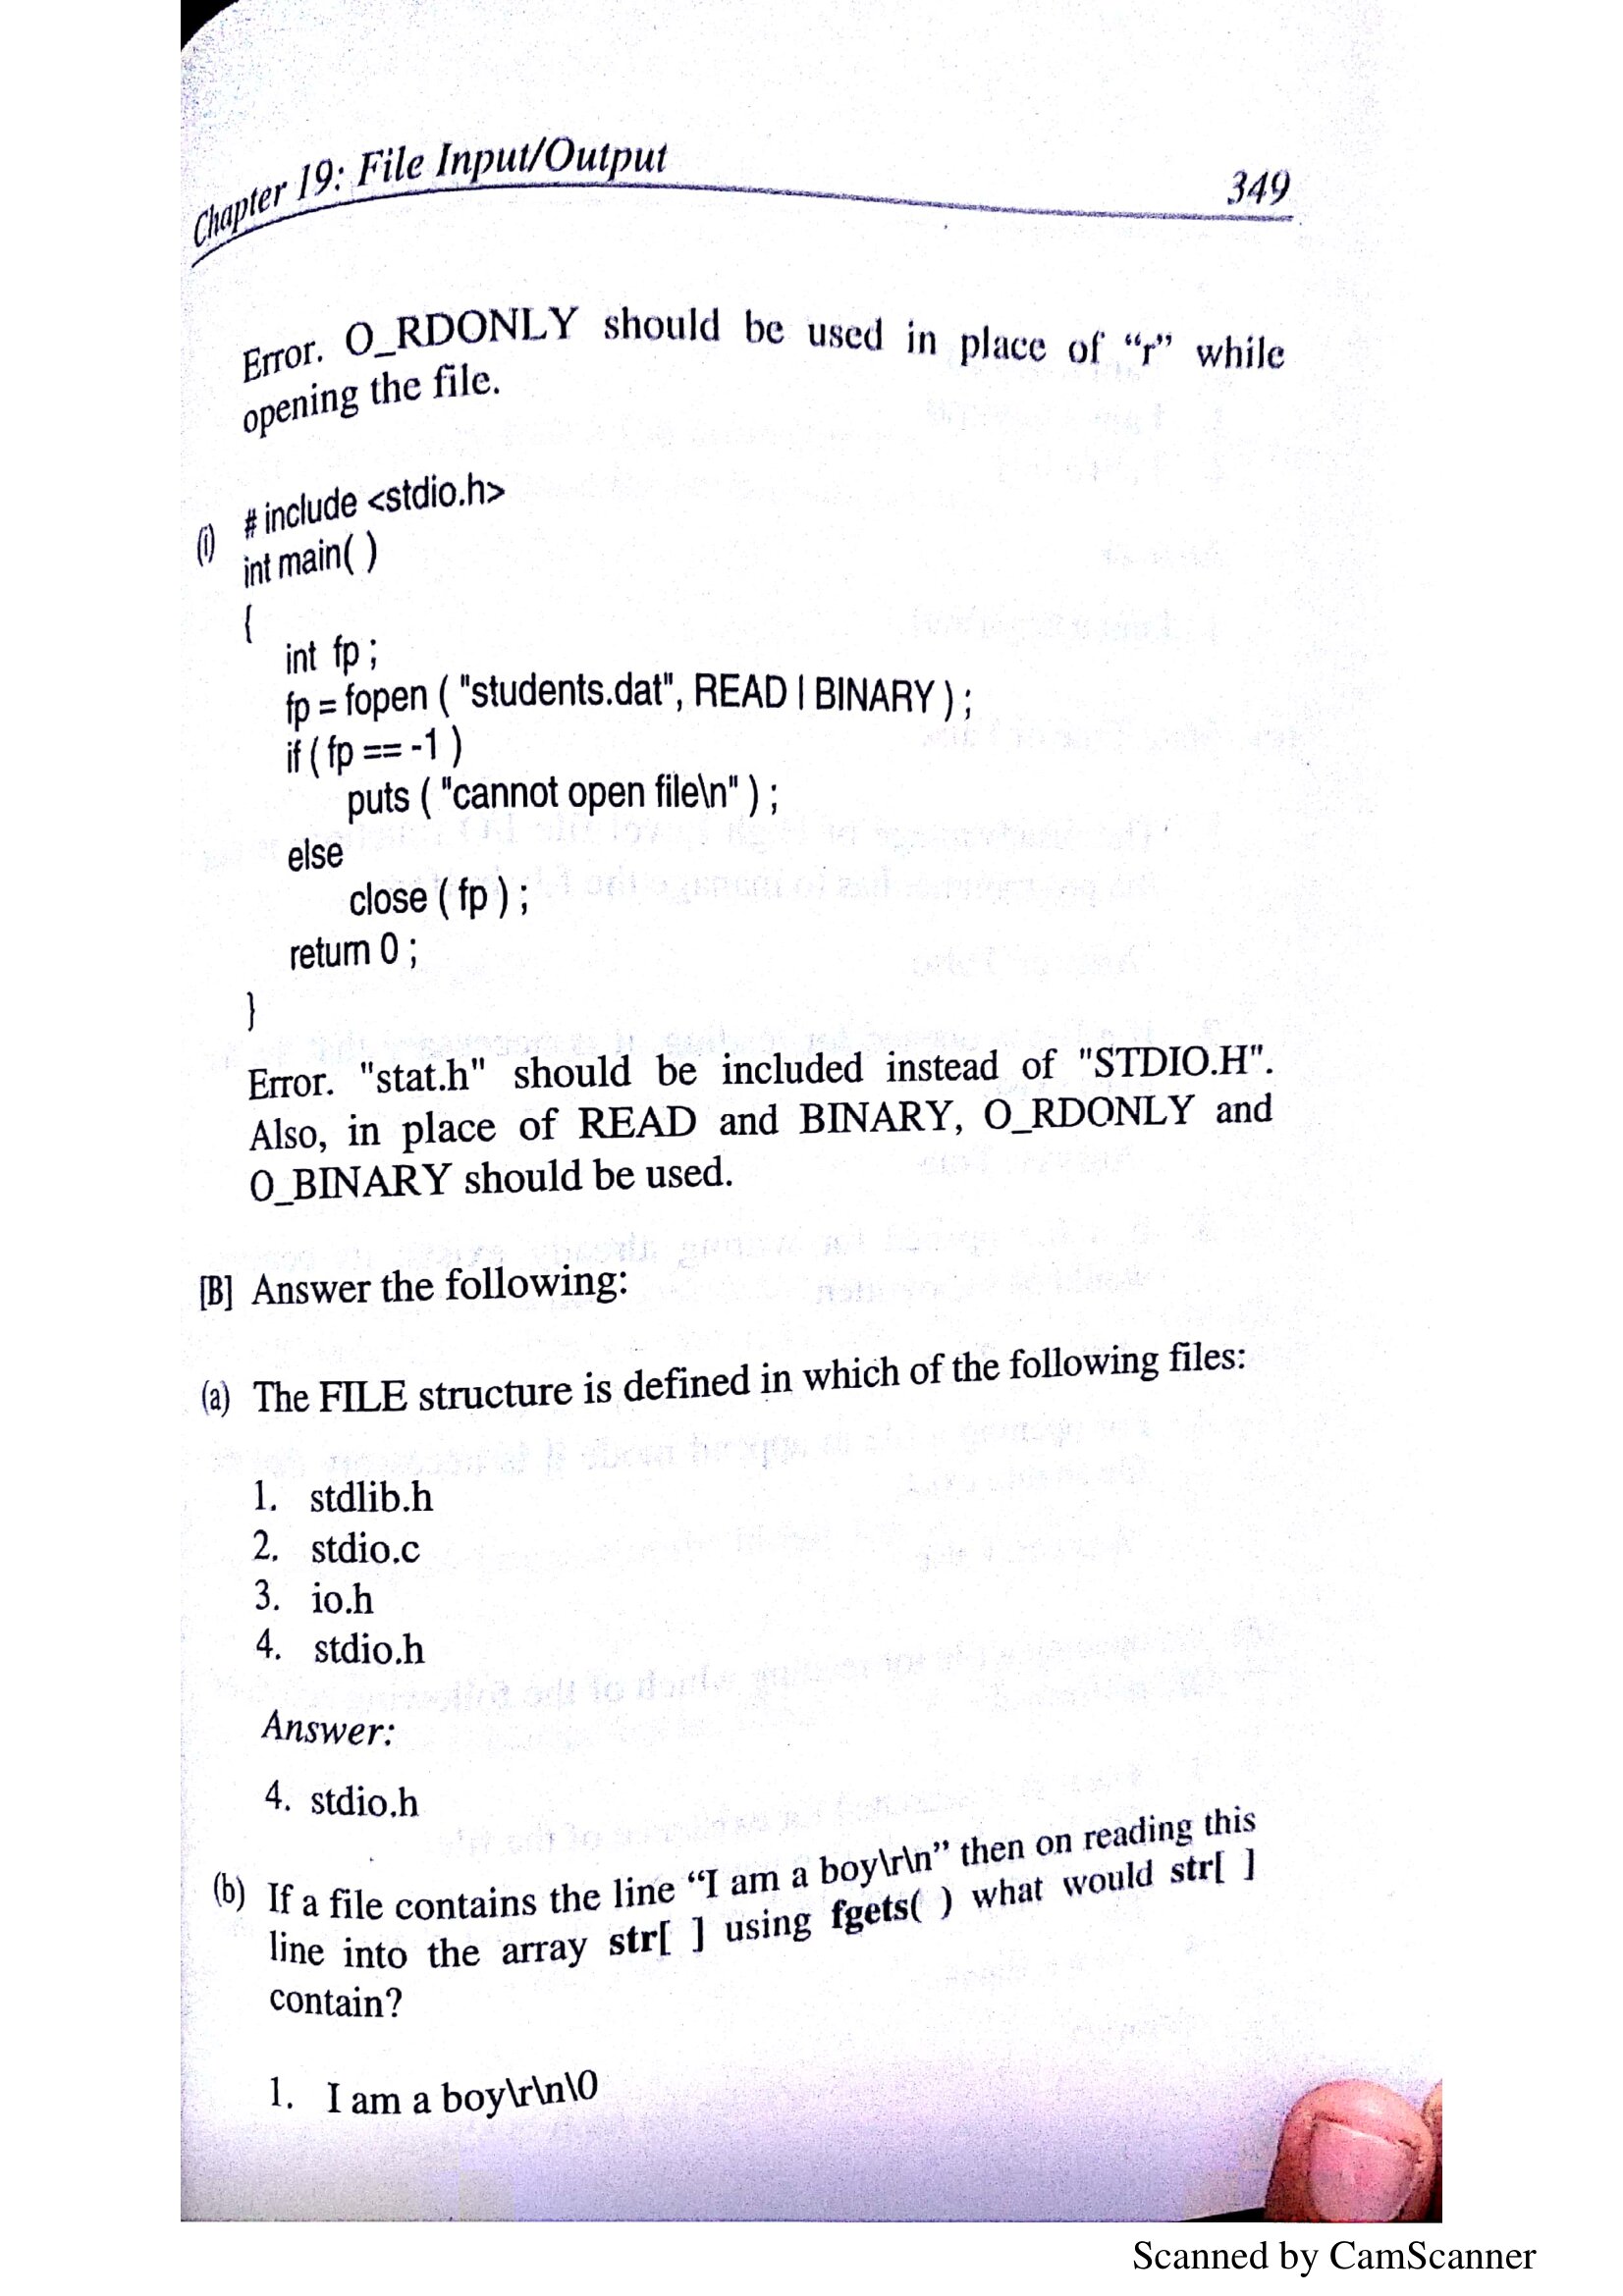 Chapter 19: File Input/Output 349
Error. O_RDONLY should be used in place of “r” while
opening the file.
(i) # include <stdio.h>
int main( )
{
int fp ;
fp = fopen ( "students.dat", READ | BINARY ) ;
if ( fp == -1 )
puts ( "cannot open file\n" ) ;
else
close ( fp ) ;
return 0 ;
}
Error. "stat.h" should be included instead of "STDIO.H".
Also, in place of READ and BINARY, O_RDONLY and
O_BINARY should be used.
[B] Answer the following:
(a) The FILE structure is defined in which of the following files:
1. stdlib.h
2. stdio.c
3. io.h
4. stdio.h
Answer:
4. stdio.h
(b) If a file contains the line “I am a boy\r\n” then on reading this
line into the array str[ ] using fgets( ) what would str[ ]
contain?
1. I am a boy\r\n\0
Scanned by CamScanner